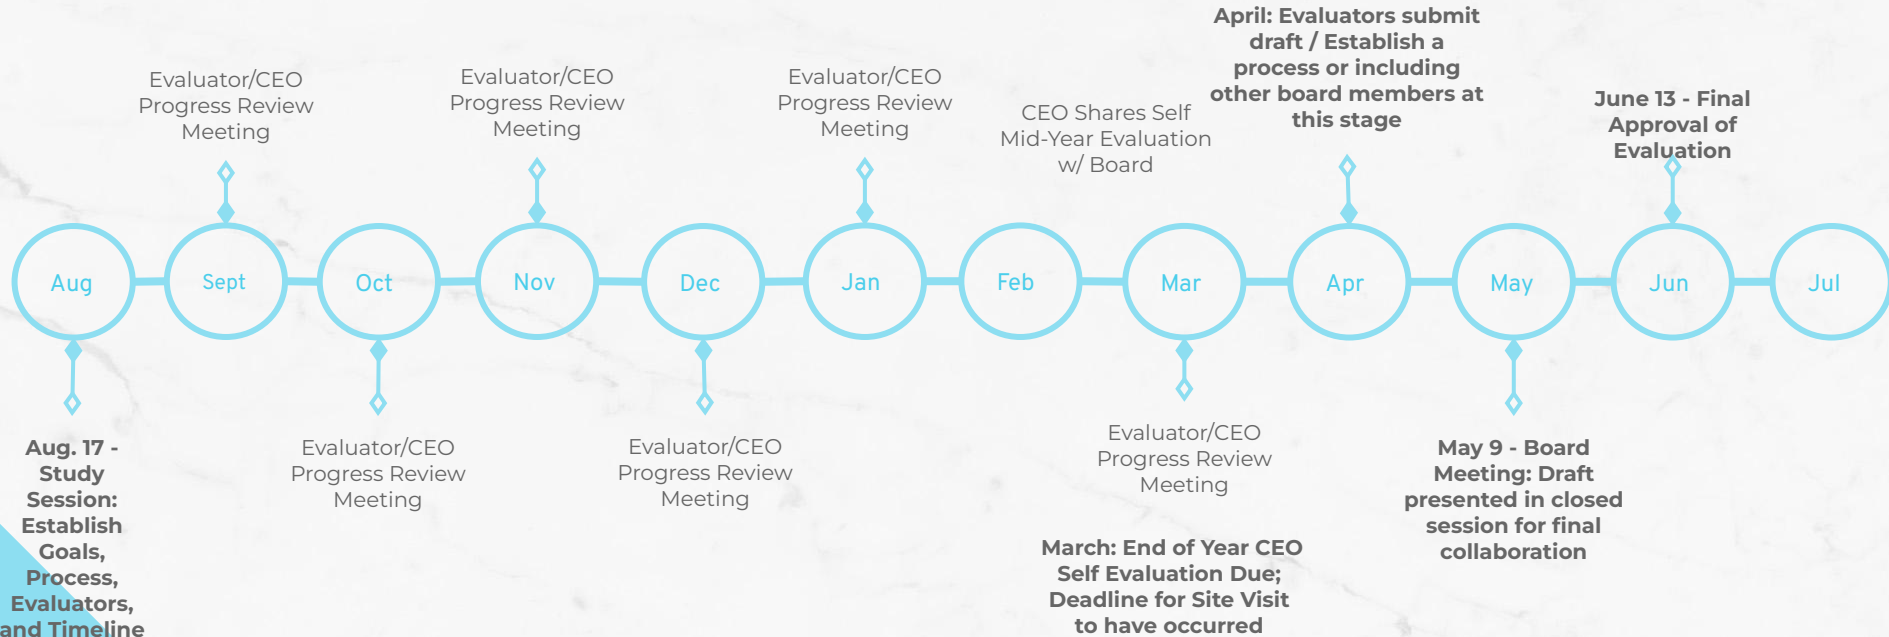 April: Evaluators submit
draft / Establish a
process or including
other board members at
this stage
Evaluator/CEO
Progress Review
Meeting
Evaluator/CEO
Progress Review
Meeting
Evaluator/CEO
Progress Review
Meeting
CEO Shares Self
Mid-Year Evaluation
w/ Board
June 13 - Final
Approval of
Evaluation
Aug
Sept
Oct
Nov
Dec
Jan
Feb
Mar
Apr
May
Jun
Jul
Aug. 17 -
Study
Session:
Establish
Goals,
Process,
Evaluators,
and Timeline
Evaluator/CEO
Progress Review
Meeting
Evaluator/CEO
Progress Review
Meeting
Evaluator/CEO
Progress Review
Meeting
March: End of Year CEO
Self Evaluation Due;
Deadline for Site Visit
to have occurred
May 9 - Board
Meeting: Draft
presented in closed
session for final
collaboration